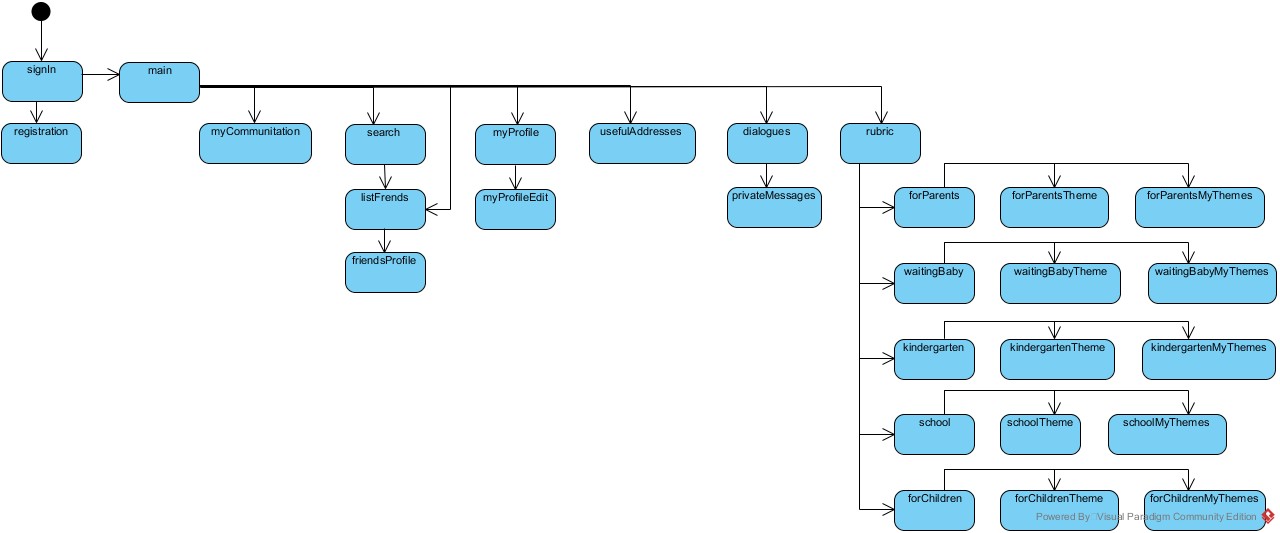 signIn
main
registration
myCommunitation
search
myProfile
usefulAddresses
dialogues
rubric
listFrends
myProfileEdit
privateMessages
forParents
forParentsTheme
forParentsMyThemes
friendsProfile
waitingBaby
waitingBabyTheme
waitingBabyMyThemes
kindergarten
kindergartenTheme
kindergartenMyThemes
school
schoolTheme
schoolMyThemes
forChildren
forChildrenTheme
forChildrenMyThemes
Powered By Visual Paradigm Community Edition